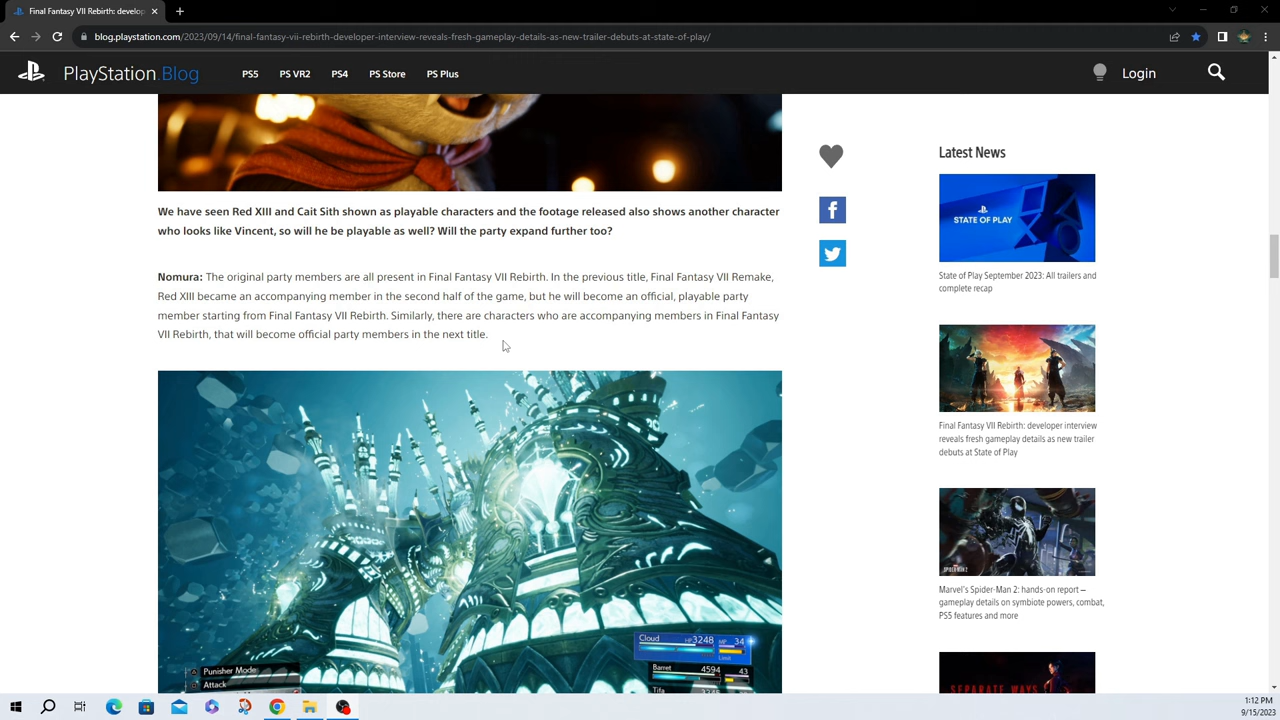 Final Fantasy VII Rebirth: develop
blog.playstation.com/2023/09/14/final-fantasy-vii-rebirth-developer-interview-reveals-fresh-gameplay-details-as-new-trailer-debuts-at-state-of-play/
PlayStation.Blog
PS5
PS VR2
PS4
PS Store
PS Plus
Login
We have seen Red XIII and Cait Sith shown as playable characters and the footage released also shows another character
who looks like Vincent, so will he be playable as well? Will the party expand further too?
Nomura: The original party members are all present in Final Fantasy VII Rebirth. In the previous title, Final Fantasy VII Remake,
Red XIII became an accompanying member in the second half of the game, but he will become an official, playable party
member starting from Final Fantasy VII Rebirth. Similarly, there are characters who are accompanying members in Final Fantasy
VII Rebirth, that will become official party members in the next title.
Punisher Mode
Attack
Cloud HP 3248 MP 34
Limit
Barret 4594 43
Tifa
Latest News
STATE OF PLAY
State of Play September 2023: All trailers and
complete recap
Final Fantasy VII Rebirth: developer interview
reveals fresh gameplay details as new trailer
debuts at State of Play
SPIDER-MAN 2
Marvel's Spider-Man 2: hands-on report –
gameplay details on symbiote powers, combat,
PS5 features and more
SEPARATE WAYS
1:12 PM
9/15/2023